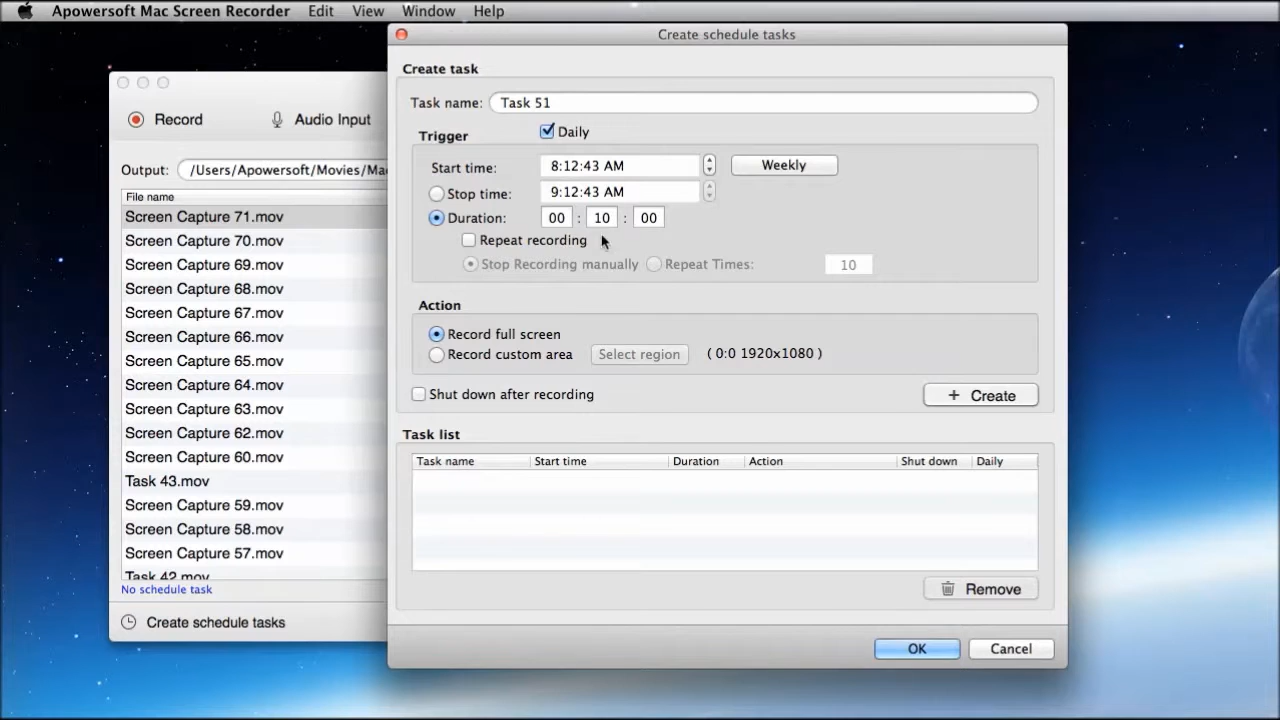 Apowersoft Mac Screen Recorder Edit View Window Help
Create schedule tasks
Create task
Task name: Task 51
Daily
Trigger
Start time: 8:12:43 AM Weekly
Stop time: 9:12:43 AM
Duration: 00 : 10 : 00
Repeat recording
Stop Recording manually Repeat Times: 10
Action
Record full screen
Record custom area Select region ( 0:0 1920x1080 )
Shut down after recording + Create
Task list
Task name Start time Duration Action Shut down Daily
Remove
OK Cancel
Record Audio Input
Output: /Users/Apowersoft/Movies/Mac
File name
Screen Capture 71.mov
Screen Capture 70.mov
Screen Capture 69.mov
Screen Capture 68.mov
Screen Capture 67.mov
Screen Capture 66.mov
Screen Capture 65.mov
Screen Capture 64.mov
Screen Capture 63.mov
Screen Capture 62.mov
Screen Capture 60.mov
Task 43.mov
Screen Capture 59.mov
Screen Capture 58.mov
Screen Capture 57.mov
Task 42.mov
No schedule task
Create schedule tasks